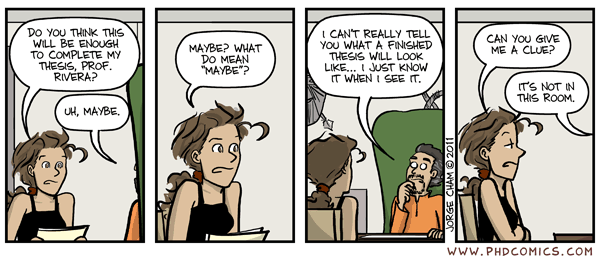 DO YOU THINK THIS
WILL BE ENOUGH
TO COMPLETE MY
THESIS, PROF.
RIVERA?
UH, MAYBE.
MAYBE? WHAT
DO MEAN
"MAYBE"?
I CAN'T REALLY TELL
YOU WHAT A FINISHED
THESIS WILL LOOK
LIKE... I JUST KNOW
IT WHEN I SEE IT.
JORGE CHAM © 2011
CAN YOU GIVE
ME A CLUE?
IT'S NOT IN
THIS ROOM.
WWW.PHDCOMICS.COM